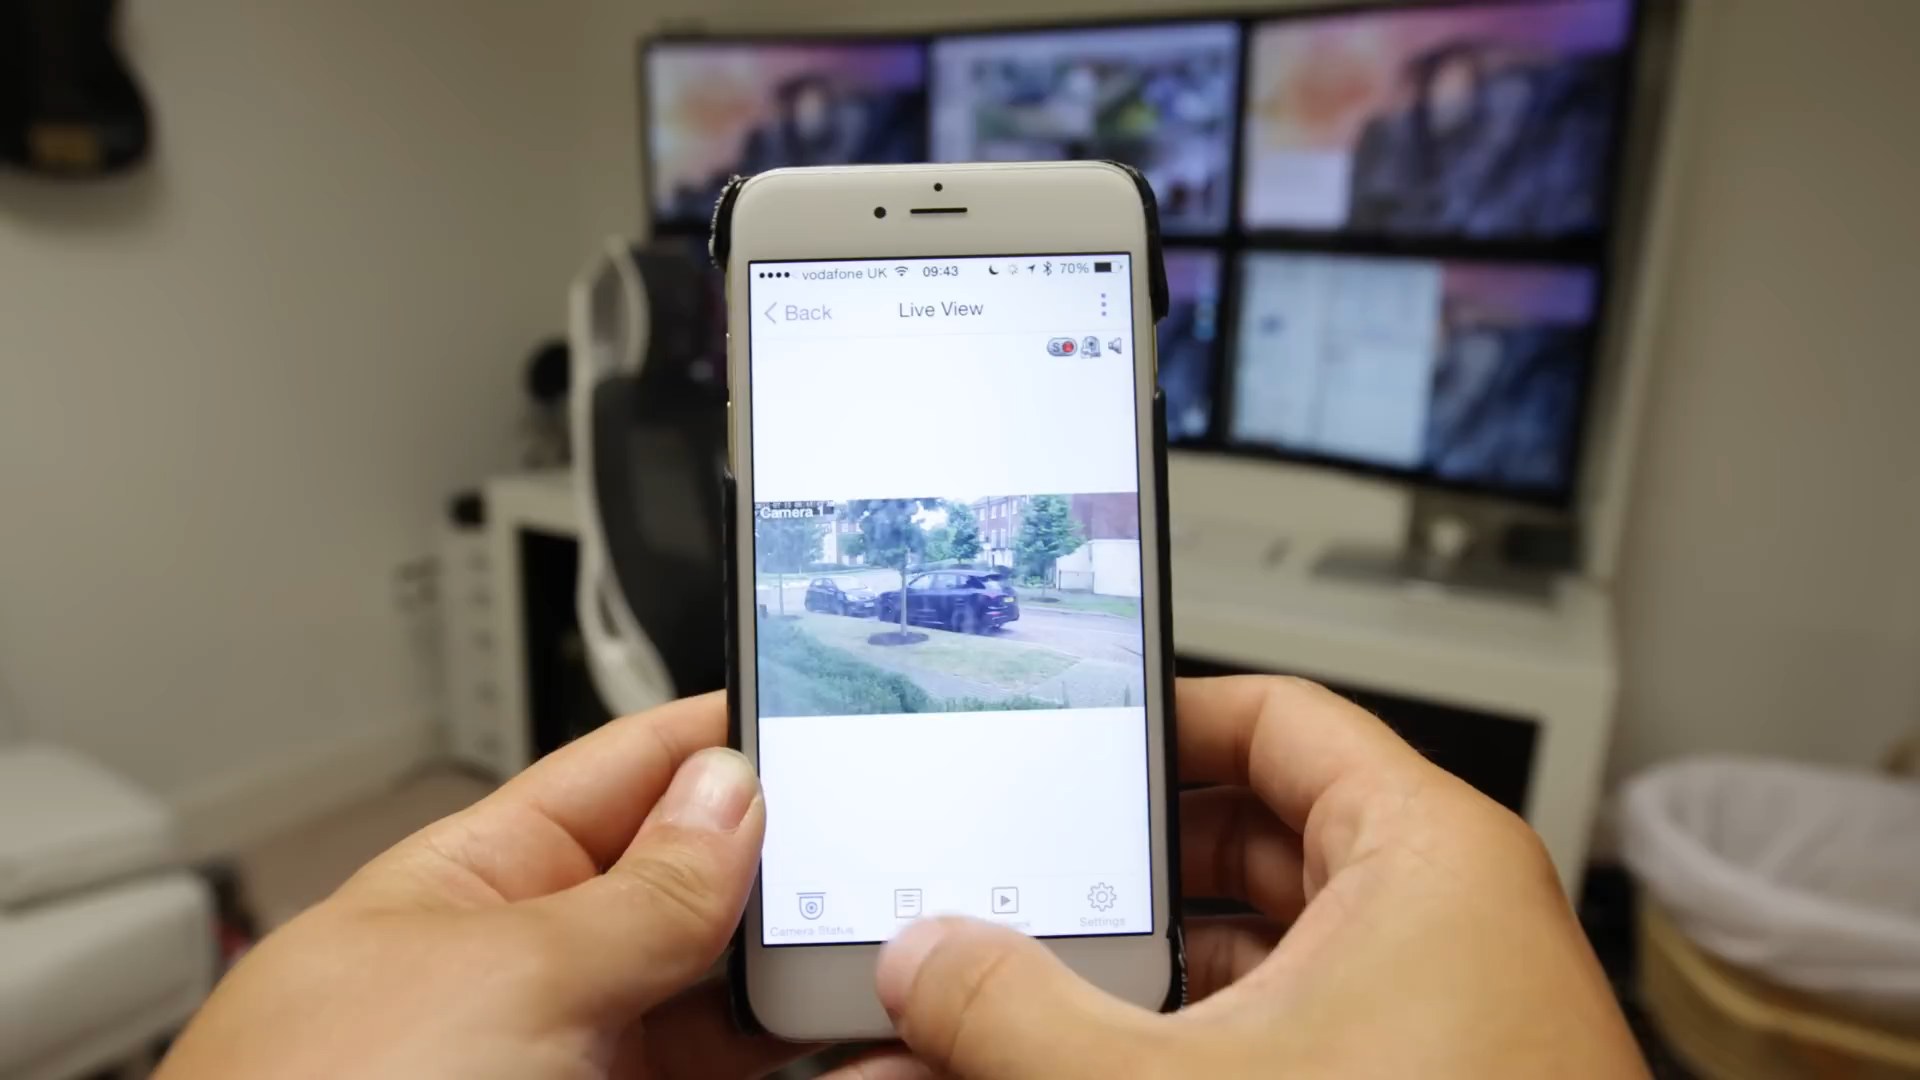 vodafone UK 09:43 70%
Back Live View
S
Camera 1
Camera Status Settings